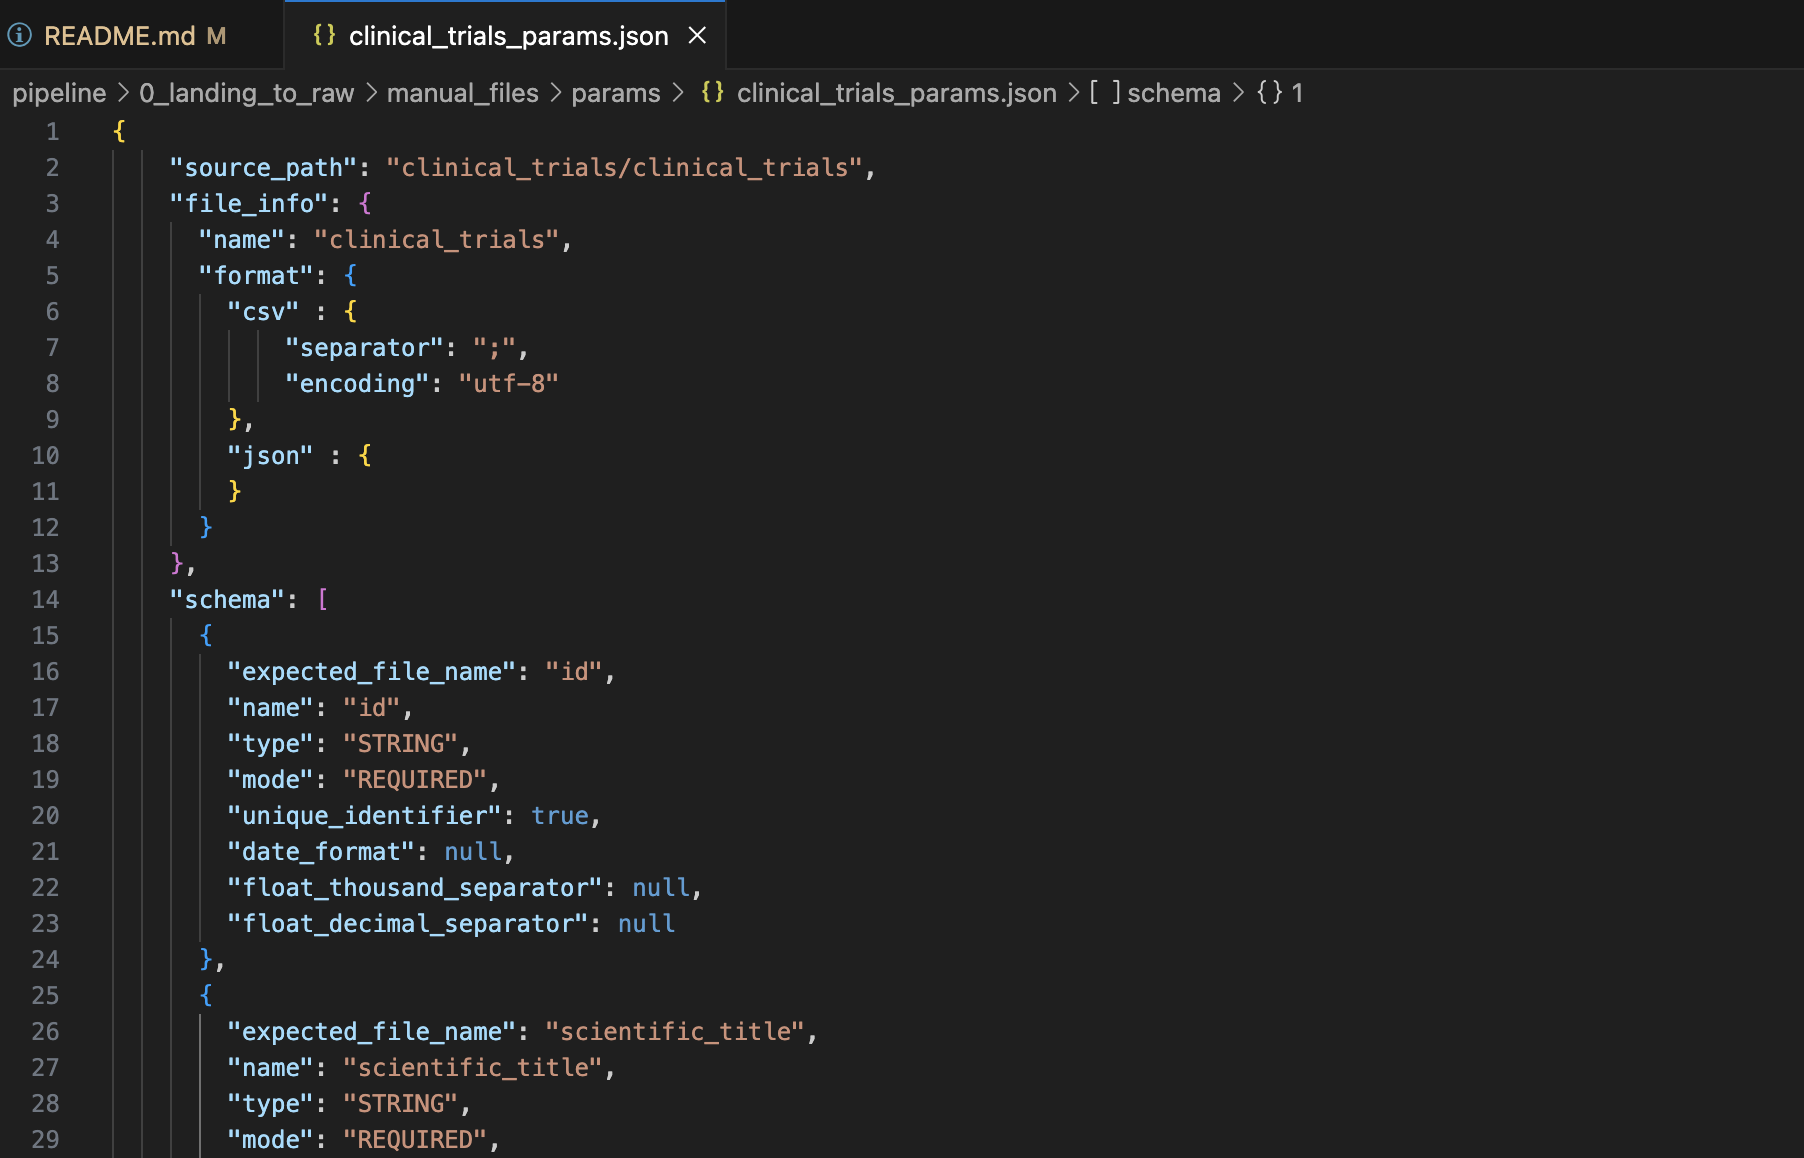 README.md M
{} clinical_trials_params.json ×
pipeline > 0_landing_to_raw > manual_files > params > {} clinical_trials_params.json > [ ] schema > {} 1
1 {
2 "source_path": "clinical_trials/clinical_trials",
3 "file_info": {
4 "name": "clinical_trials",
5 "format": {
6 "csv" : {
7 "separator": ";",
8 "encoding": "utf-8"
9 },
10 "json" : {
11 }
12 }
13 },
14 "schema": [
15 {
16 "expected_file_name": "id",
17 "name": "id",
18 "type": "STRING",
19 "mode": "REQUIRED",
20 "unique_identifier": true,
21 "date_format": null,
22 "float_thousand_separator": null,
23 "float_decimal_separator": null
24 },
25 {
26 "expected_file_name": "scientific_title",
27 "name": "scientific_title",
28 "type": "STRING",
29 "mode": "REQUIRED",